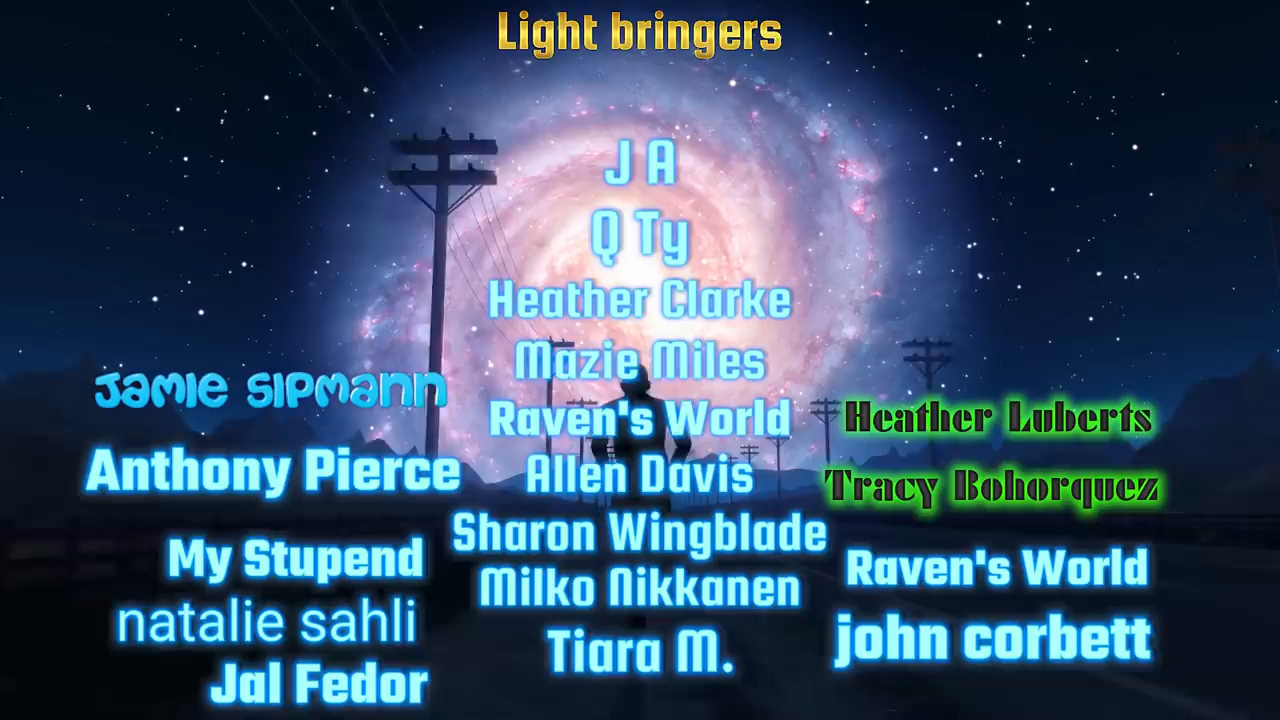 Light bringers
J A
Q Ty
Heather Clarke
Mazie Miles
Raven's World
Allen Davis
Sharon Wingblade
Milko Nikkanen
Tiara M.
Jamie Sipmann
Anthony Pierce
My Stupend
natalie sahli
Jal Fedor
Heather Luberts
Tracy Bohorquez
Raven's World
john corbett